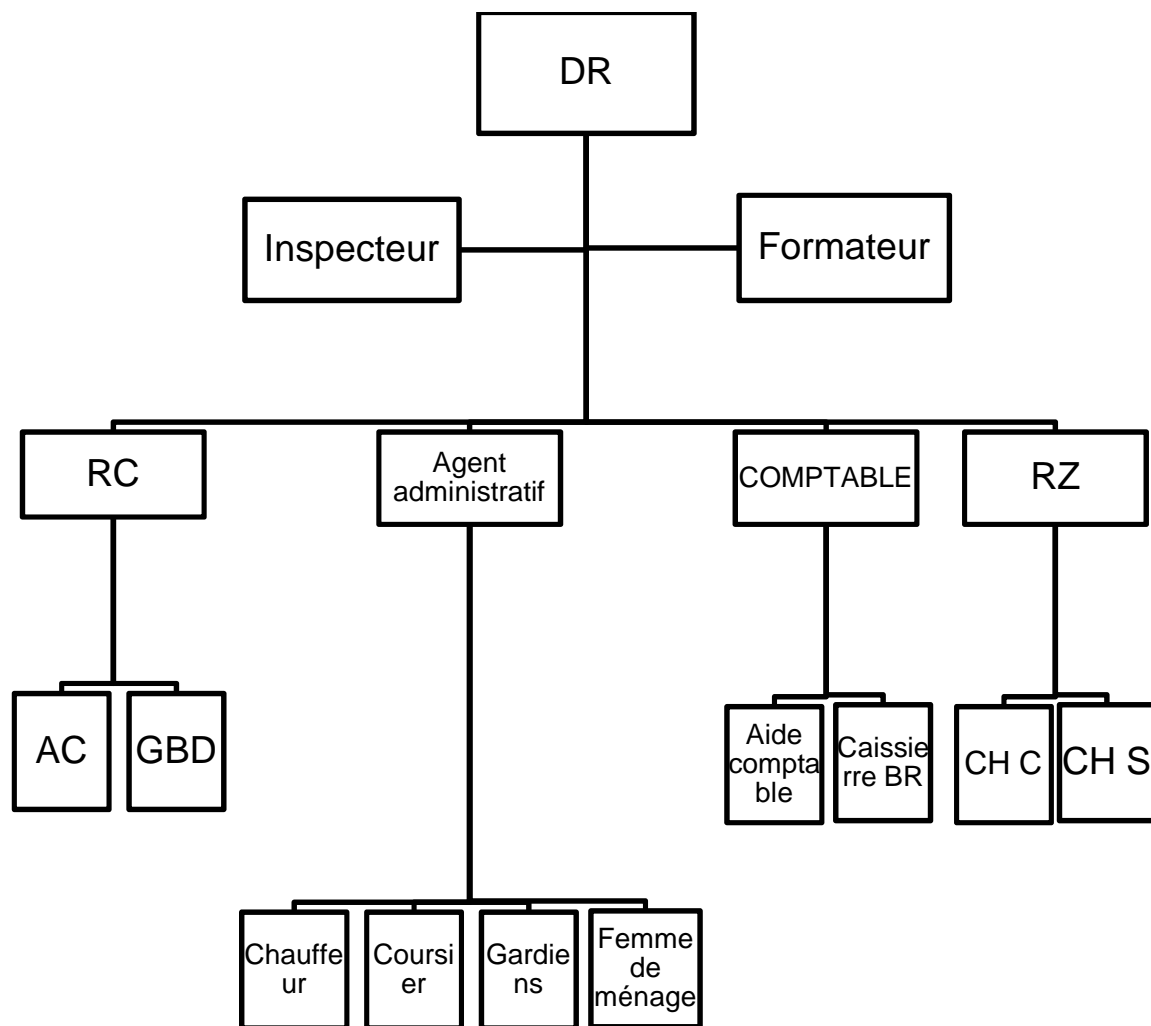 DR
Inspecteur
Formateur
RC
Agent
administratif
COMPTABLE
RZ
AC
GBD
Aide
compta
ble
Caissie
rre BR
CH C
CH S
Chauffe
ur
Coursi
er
Gardie
ns
Femme
de
ménage